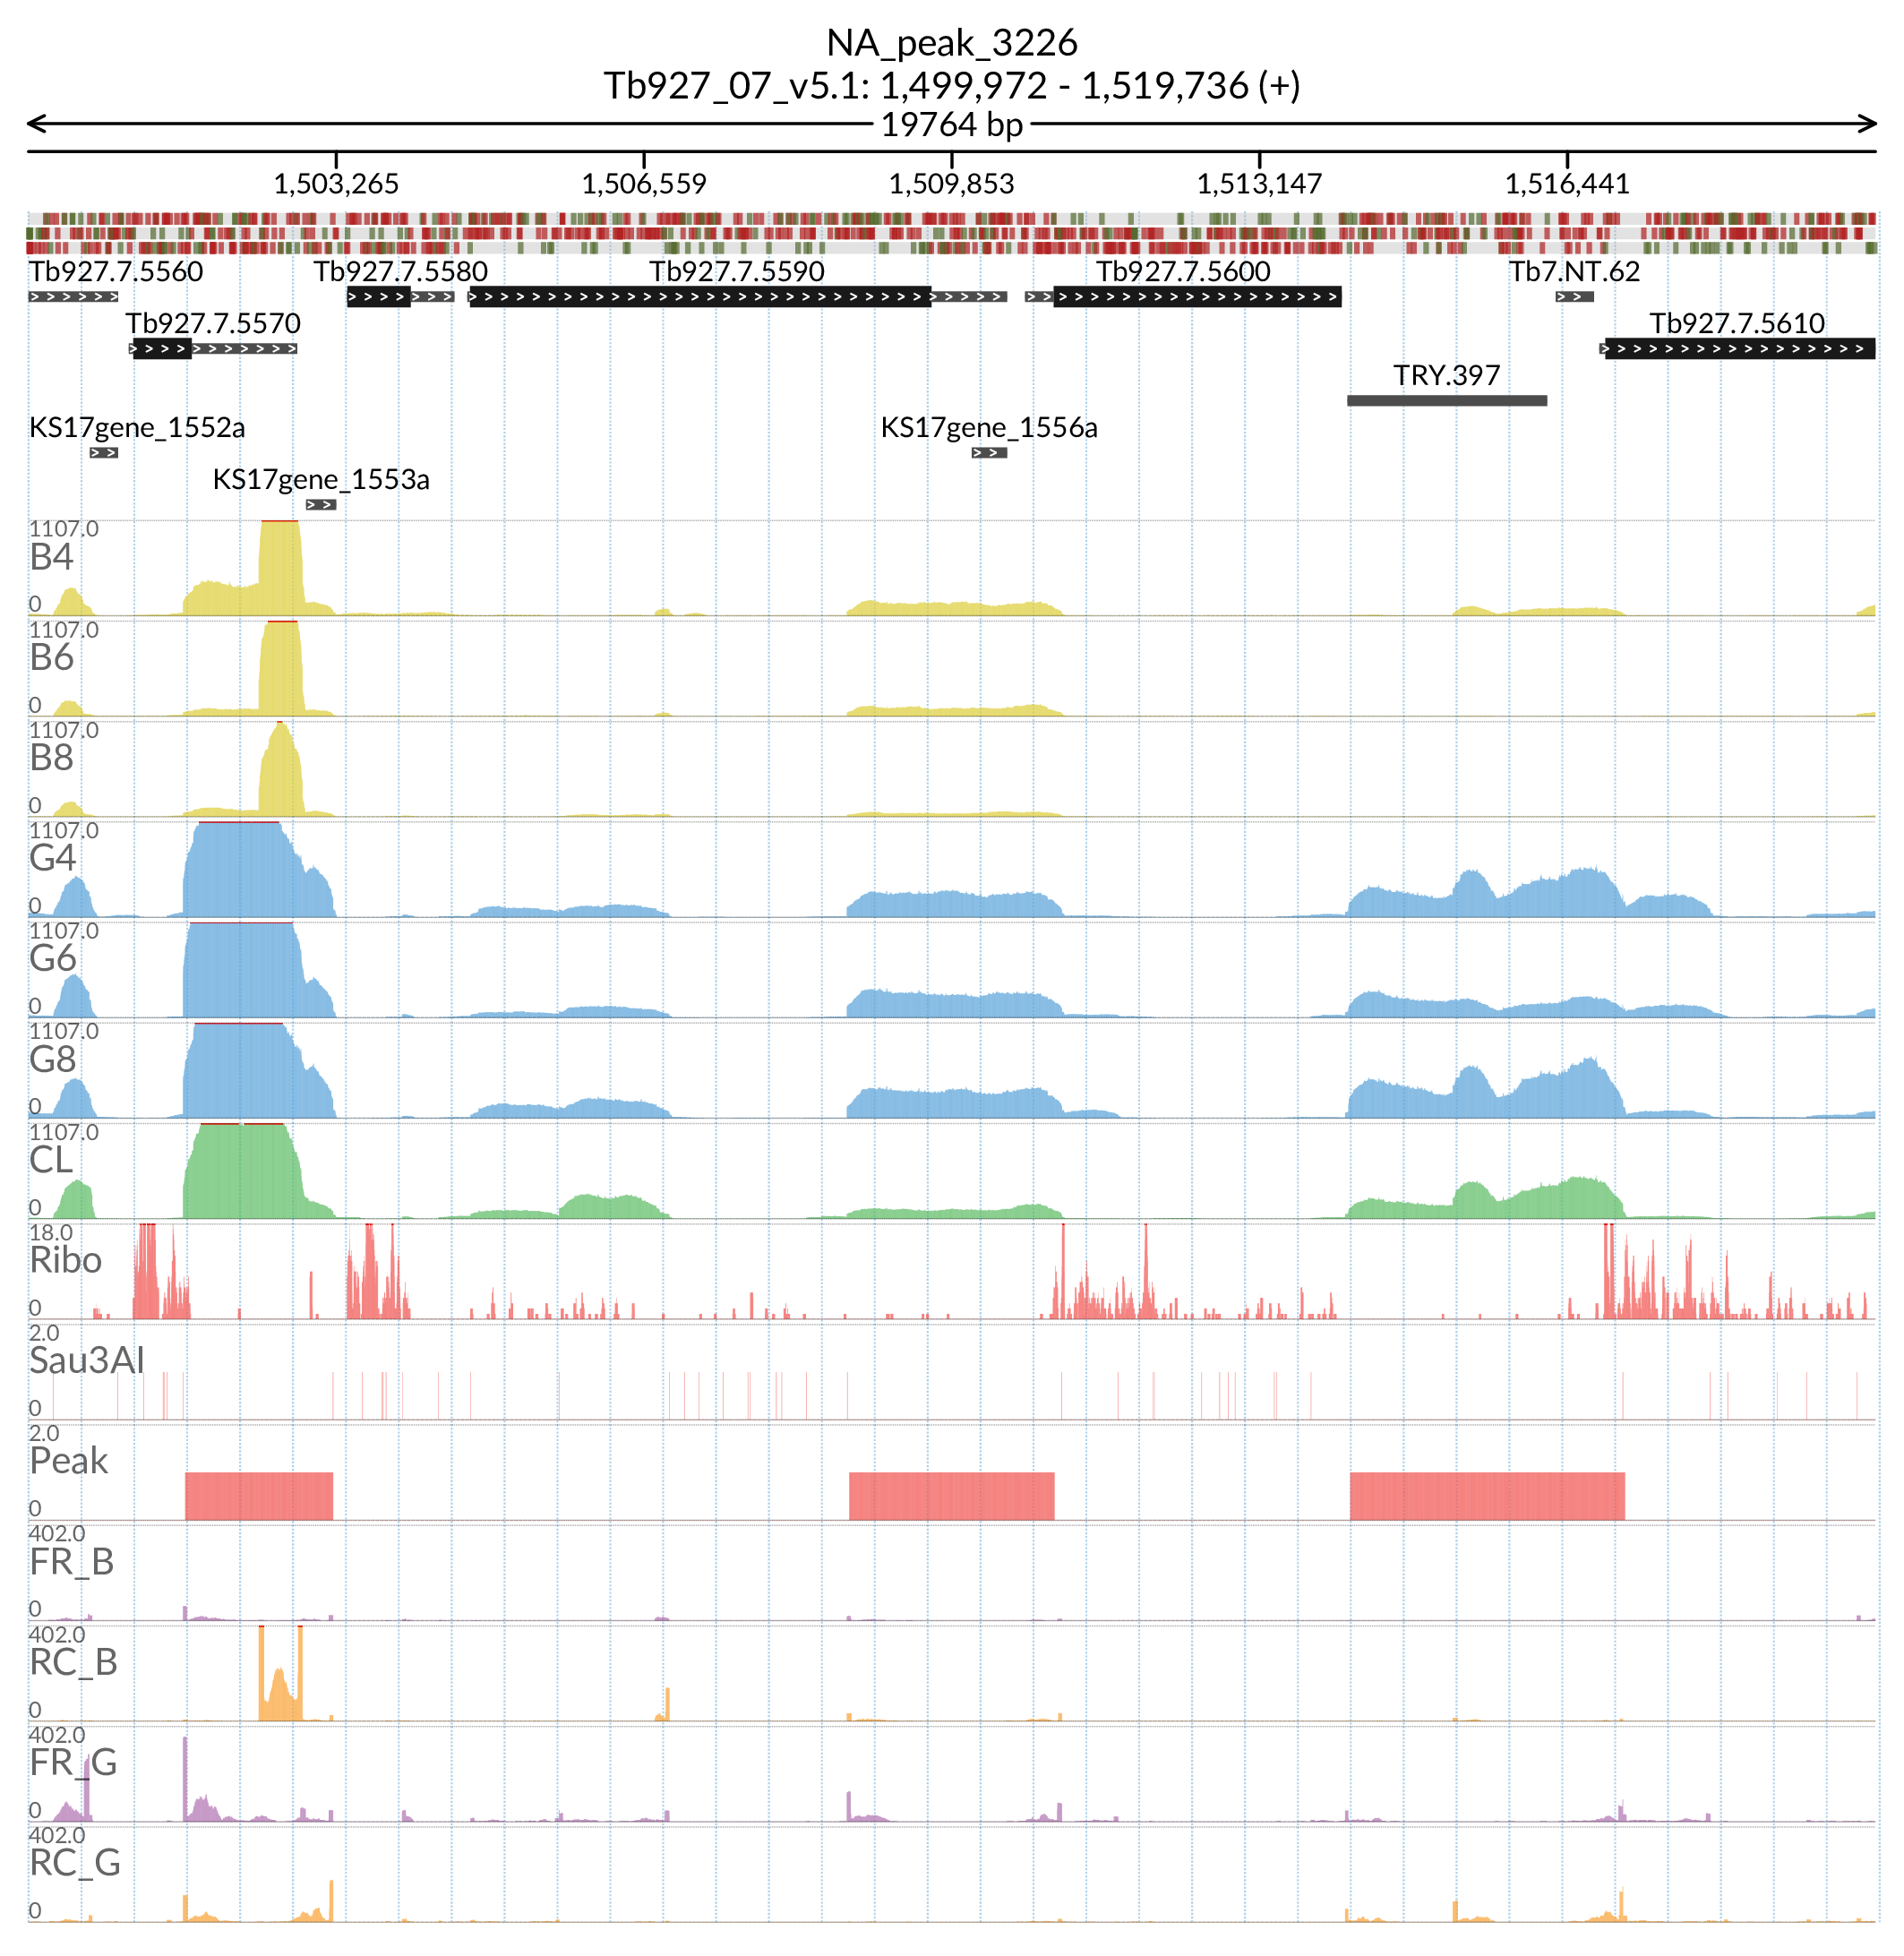 NA_peak_3226
Tb927_07_v5.1: 1,499,972 - 1,519,736 (+)
19764 bp
1,503,265 1,506,559 1,509,853 1,513,147 1,516,441
Tb927.7.5560 Tb927.7.5580 Tb927.7.5590 Tb927.7.5600 Tb7.NT.62
Tb927.7.5570 Tb927.7.5610
TRY.397
KS17gene_1552a KS17gene_1556a
KS17gene_1553a
1107.0
B4
0
1107.0
B6
0
1107.0
B8
0
1107.0
G4
0
1107.0
G6
0
1107.0
G8
0
1107.0
CL
0
18.0
Ribo
0
2.0
Sau3AI
0
2.0
Peak
0
402.0
FR_B
0
402.0
RC_B
0
402.0
FR_G
0
402.0
RC_G
0